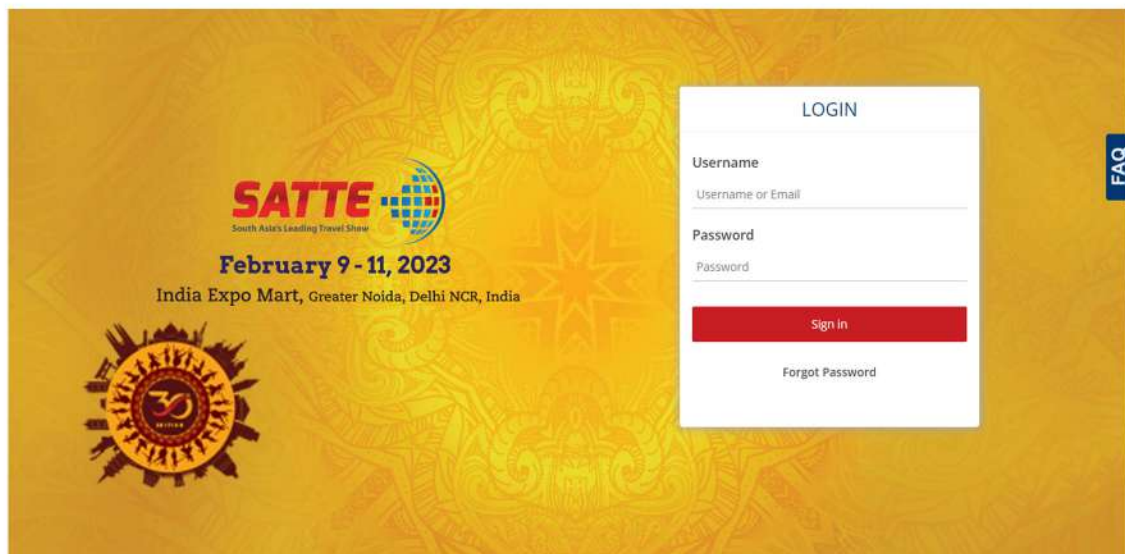 SATTE
South Asia's Leading Travel Show
February 9 - 11, 2023
India Expo Mart, Greater Noida, Delhi NCR, India
30
LOGIN
Username
Username or Email
Password
Password
Sign in
Forgot Password
FAQ